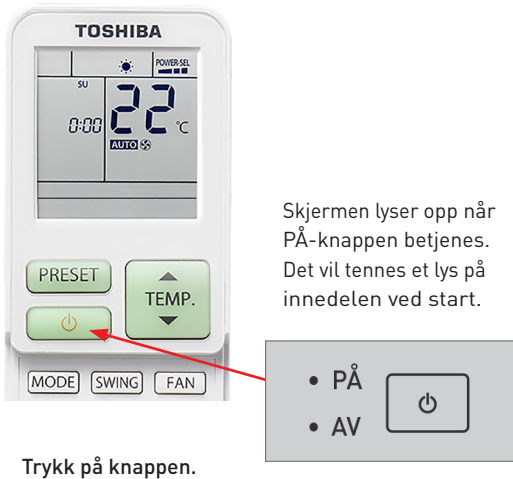 TOSHIBA
POWER-SEL
SU
0:00 22 °C
AUTO
PRESET
TEMP.
MODE SWING FAN
Skjermen lyser opp når
PÅ-knappen betjenes.
Det vil tennes et lys på
innedelen ved start.
• PÅ
• AV
Trykk på knappen.